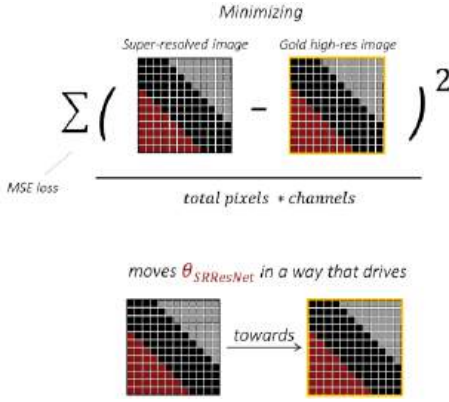 Minimizing
Super-resolved image Gold high-res image
∑ ( − ) 2
MSE loss
total pixels * channels
moves θSRResNet in a way that drives
towards